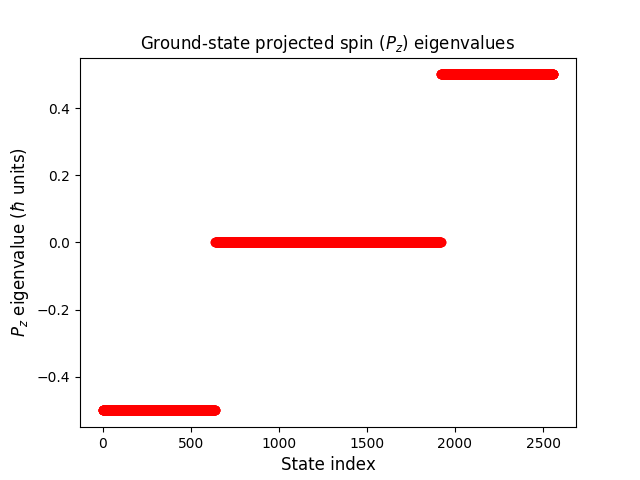 Ground-state projected spin ($P_z$) eigenvalues
0.4
0.2
0.0
−0.2
−0.4
$P_z$ eigenvalue ($\hbar$ units)
0 500 1000 1500 2000 2500
State index